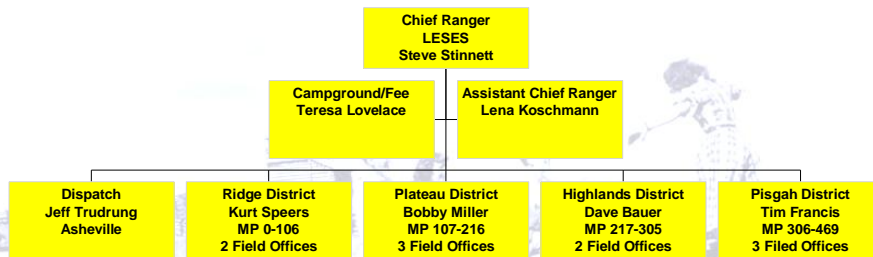 Chief Ranger
LESES
Steve Stinnett
Campground/Fee
Teresa Lovelace
Assistant Chief Ranger
Lena Koschmann
Dispatch
Jeff Trudrung
Asheville
Ridge District
Kurt Speers
MP 0-106
2 Field Offices
Plateau District
Bobby Miller
MP 107-216
3 Field Offices
Highlands District
Dave Bauer
MP 217-305
2 Field Offices
Pisgah District
Tim Francis
MP 306-469
3 Filed Offices